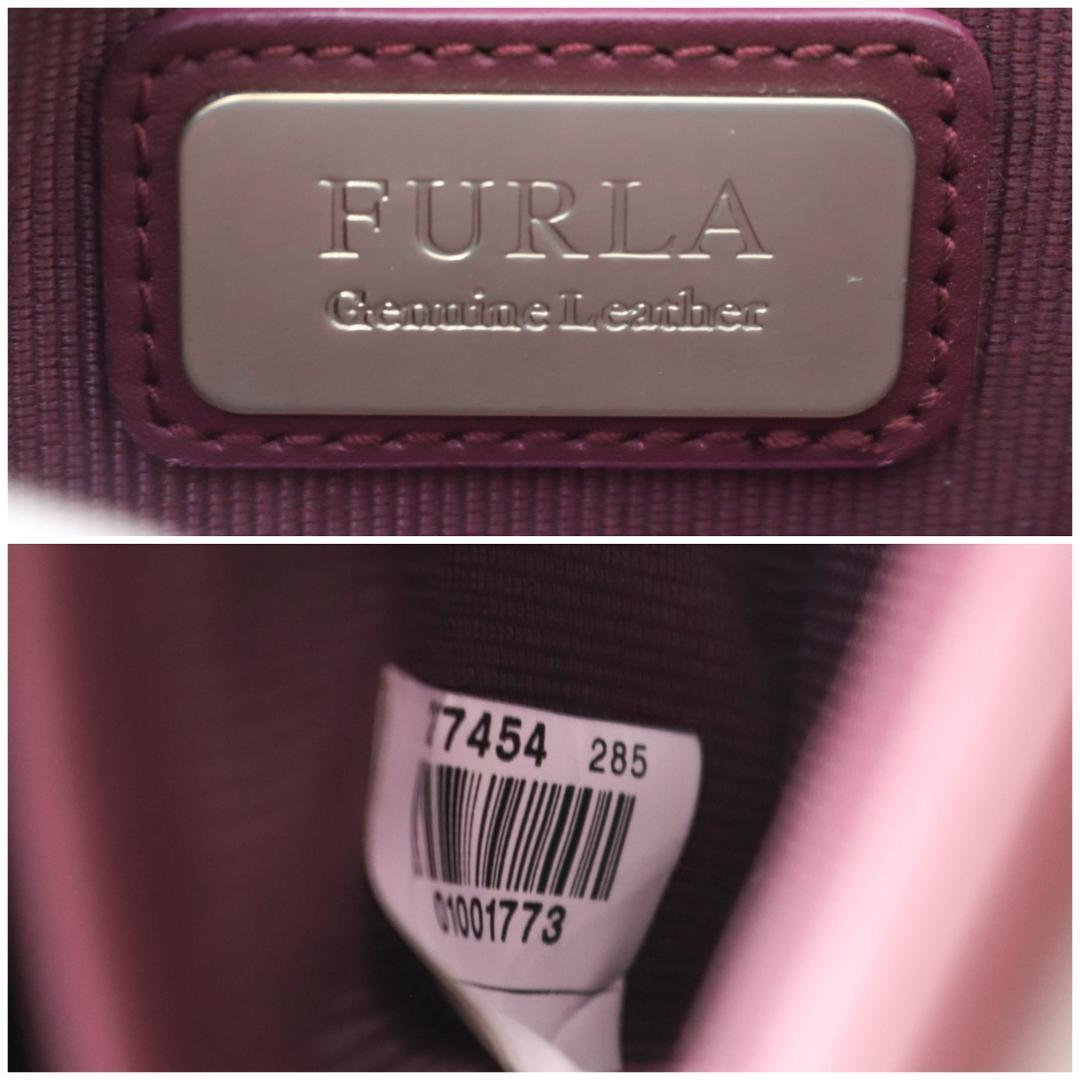 FURLA
Genuine Leather
7454 285
01001773